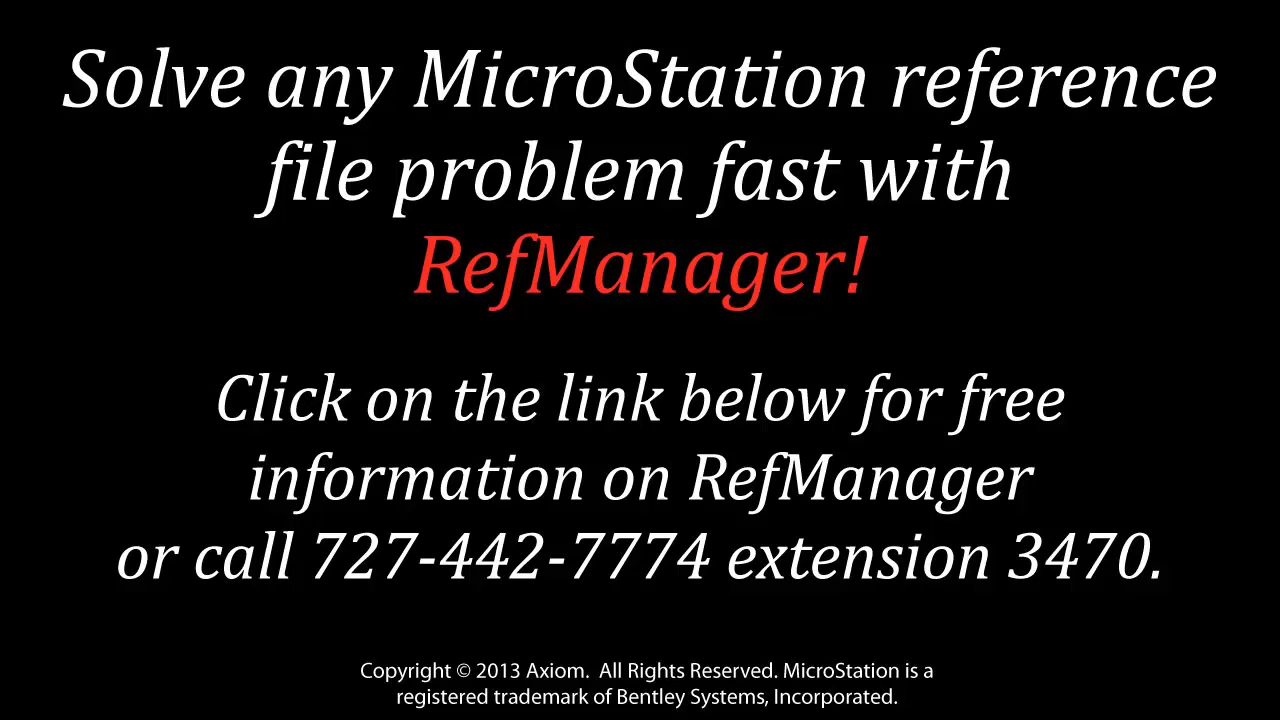 Solve any MicroStation reference
file problem fast with
RefManager!
Click on the link below for free
information on RefManager
or call 727-442-7774 extension 3470.
Copyright © 2013 Axiom.  All Rights Reserved. MicroStation is a
registered trademark of Bentley Systems, Incorporated.